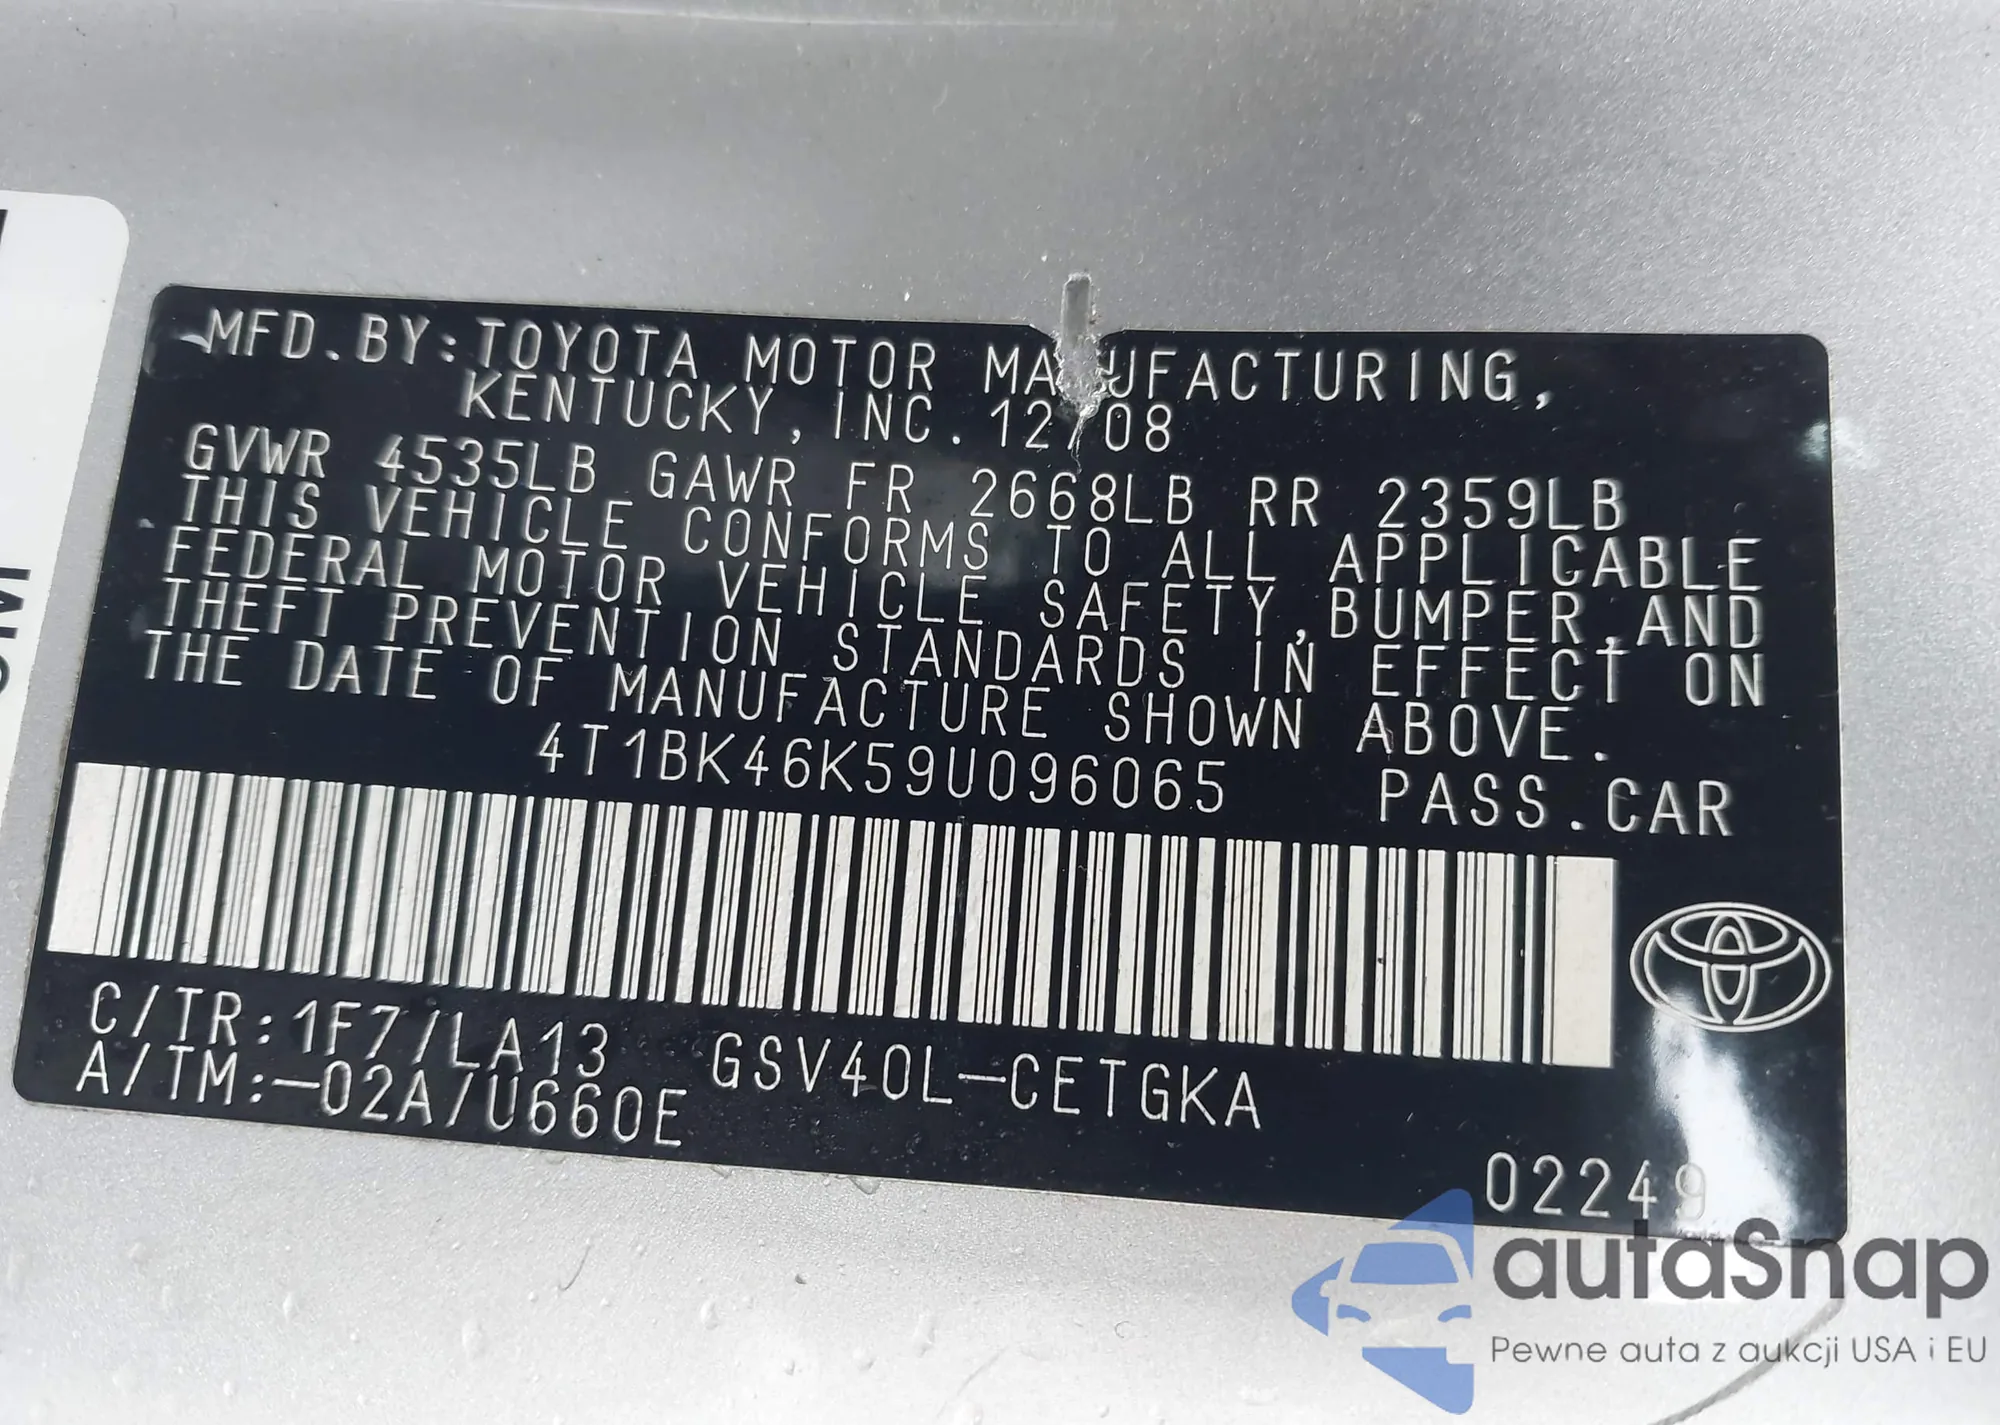 MFD.BY:TOYOTA MOTOR MANUFACTURING,
KENTUCKY, INC. 12/08
GVWR 4535LB GAWR FR 2668LB RR 2359LB
THIS VEHICLE CONFORMS TO ALL APPLICABLE
FEDERAL MOTOR VEHICLE SAFETY,BUMPER,AND
THEFT PREVENTION STANDARDS IN EFFECT ON
THE DATE OF MANUFACTURE SHOWN ABOVE.
4T1BK46K59U096065 PASS.CAR
C/TR:1F7/LA13 GSV40L-CETGKA
A/TM:-02A/U660E
02249
autaSnap
Pewne auta z aukcji USA i EU